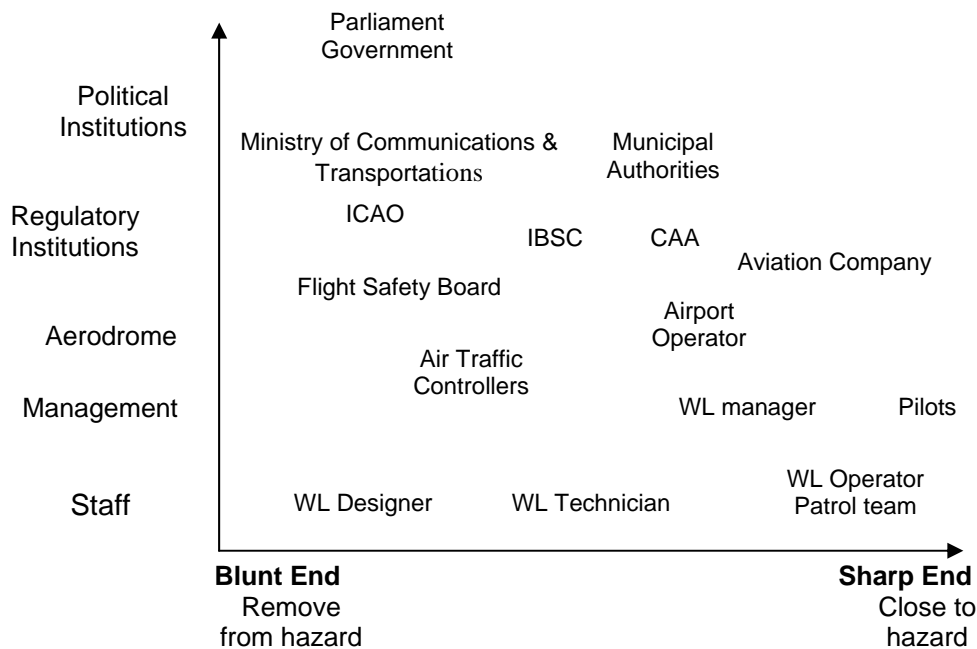 Parliament
Government
Political
Institutions
Ministry of Communications &
Transportations
Municipal
Authorities
Regulatory
Institutions
ICAO
IBSC
CAA
Aviation Company
Flight Safety Board
Aerodrome
Airport
Operator
Air Traffic
Controllers
Management
WL manager
Pilots
Staff
WL Designer
WL Technician
WL Operator
Patrol team
Blunt End
Remove
from hazard
Sharp End
Close to
hazard